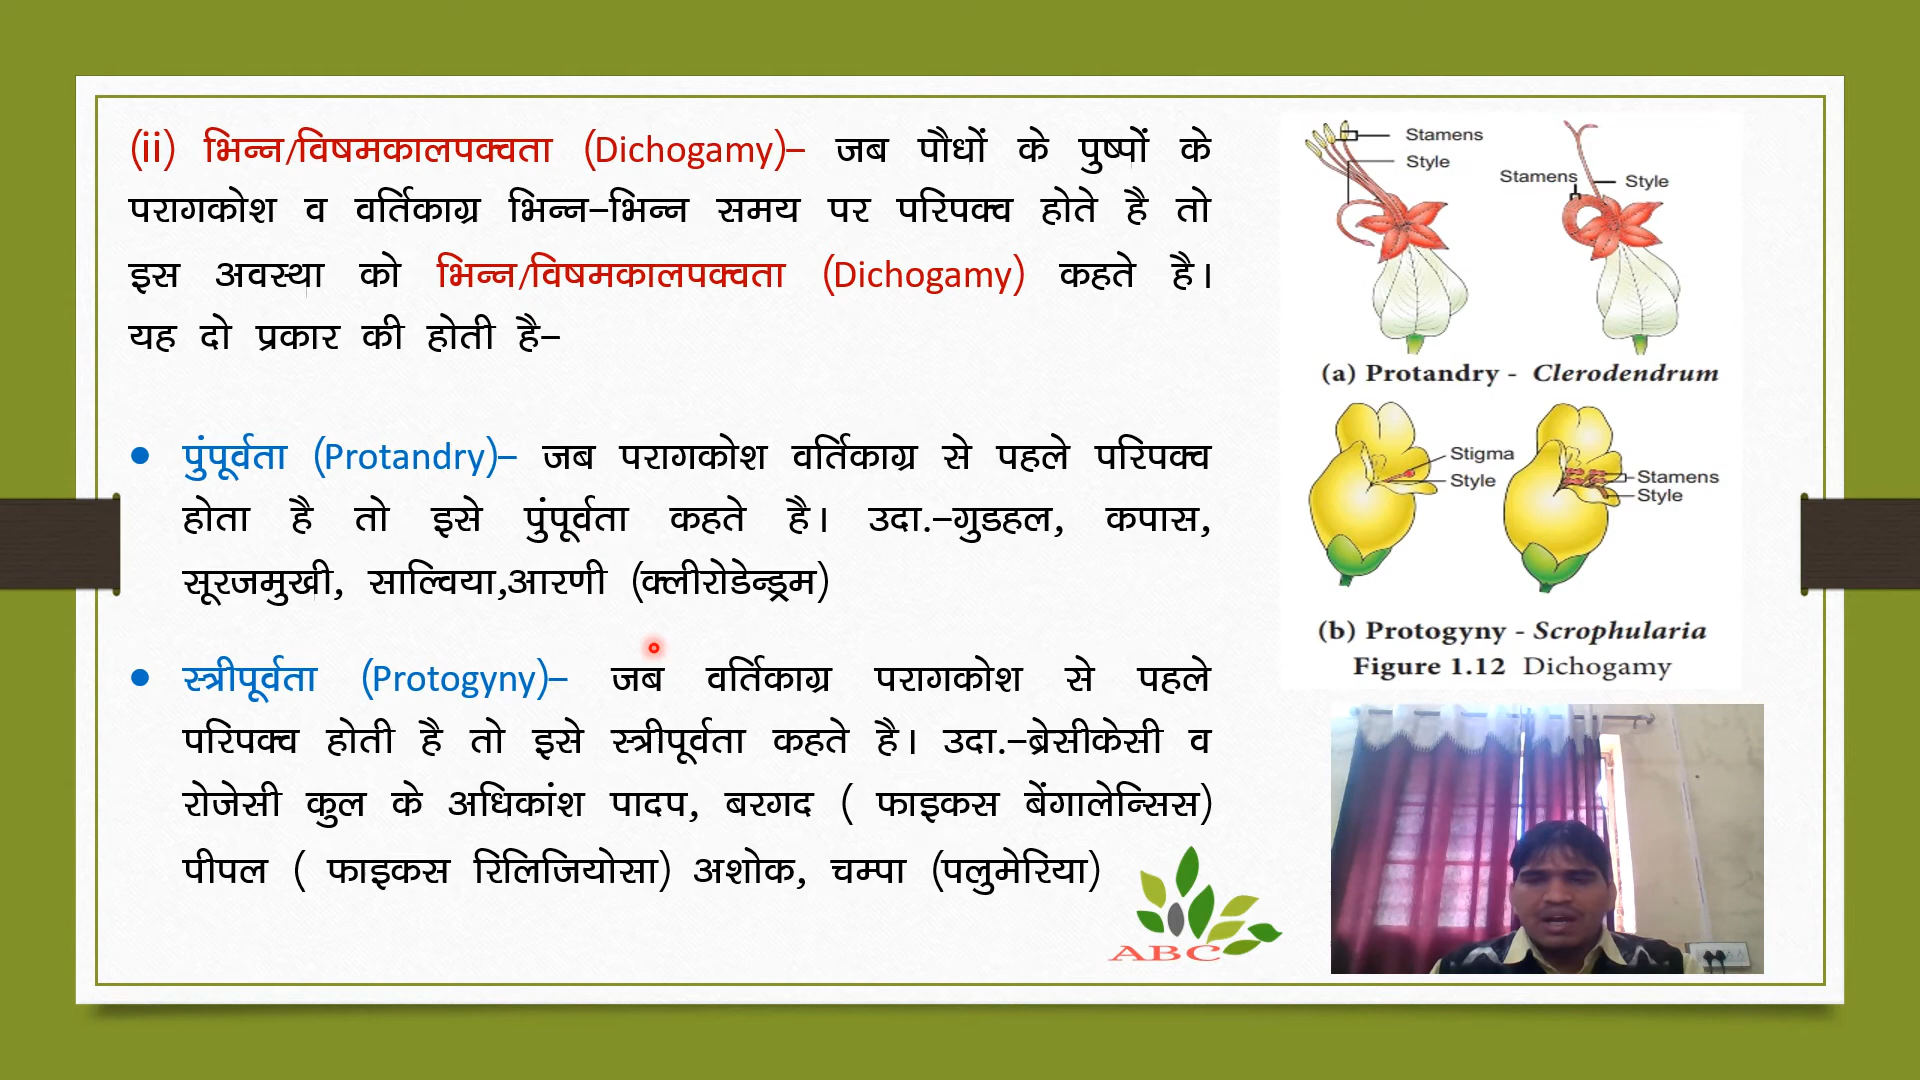 (ii) भिन्न/विषमकालपक्वता (Dichogamy)– जब पौधों के पुष्पों के
परागकोश व वर्तिकाग्र भिन्न–भिन्न समय पर परिपक्व होते है तो
इस अवस्था को भिन्न/विषमकालपक्वता (Dichogamy) कहते है।
यह दो प्रकार की होती है–
• पुंपूर्वता (Protandry)– जब परागकोश वर्तिकाग्र से पहले परिपक्व
होता है तो इसे पुंपूर्वता कहते है। उदा.–गुडहल, कपास,
सूरजमुखी, साल्विया,आरणी (क्लीरोडेन्ड्रम)
• स्त्रीपूर्वता (Protogyny)– जब वर्तिकाग्र परागकोश से पहले
परिपक्व होती है तो इसे स्त्रीपूर्वता कहते है। उदा.–ब्रेसीकेसी व
रोजेसी कुल के अधिकांश पादप, बरगद ( फाइकस बेंगालेन्सिस)
पीपल ( फाइकस रिलिजियोसा) अशोक, चम्पा (पलुमेरिया)
ABC
Stamens
Style
Stamens
Style
(a) Protandry - Clerodendrum
Stigma
Style
Stamens
Style
(b) Protogyny - Scrophularia
Figure 1.12 Dichogamy